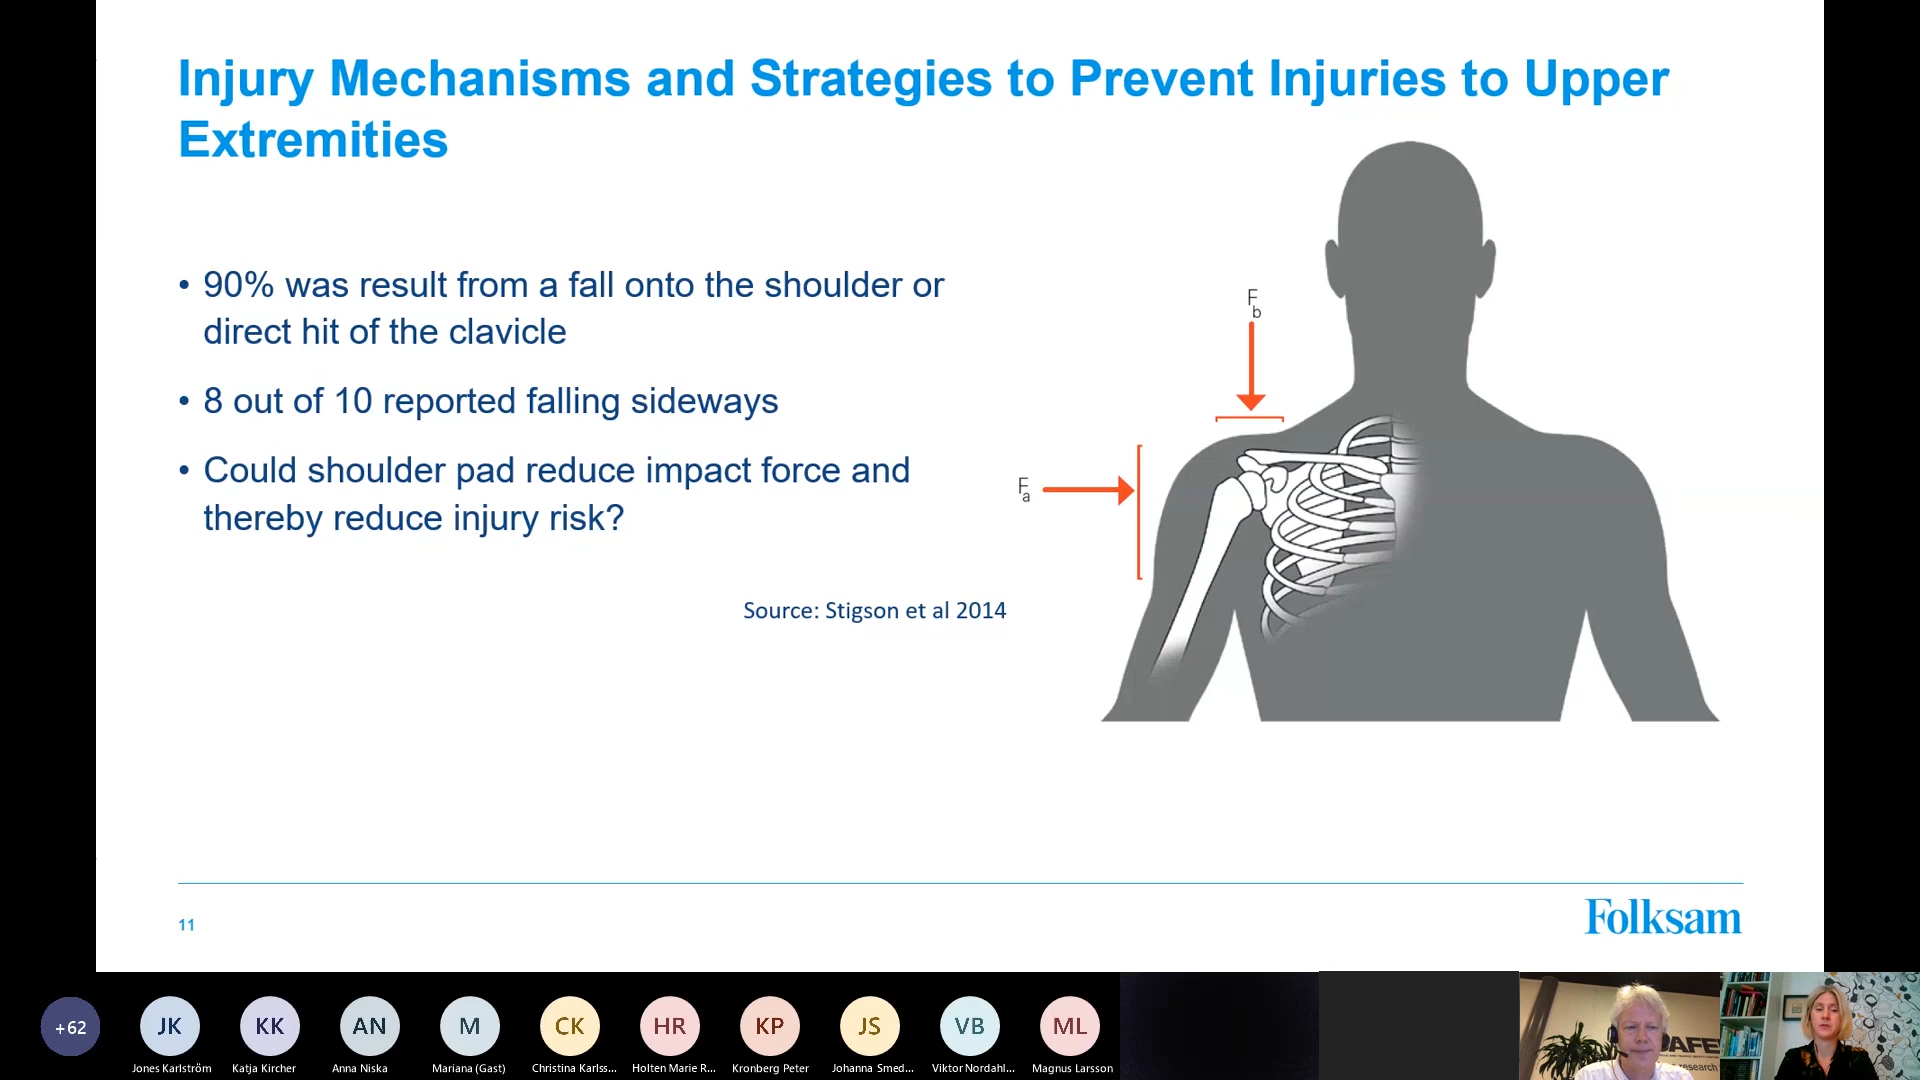 Injury Mechanisms and Strategies to Prevent Injuries to Upper
Extremities
• 90% was result from a fall onto the shoulder or
direct hit of the clavicle
• 8 out of 10 reported falling sideways
• Could shoulder pad reduce impact force and
thereby reduce injury risk?
Source: Stigson et al 2014
F
b
F
a
11
Folksam
+62
JK
KK
AN
M
CK
HR
KP
JS
VB
ML
Jones Karlström
Katja Kircher
Anna Niska
Mariana (Gast)
Christina Karlss...
Holten Marie R...
Kronberg Peter
Johanna Smed...
Viktor Nordahl...
Magnus Larsson
SAFE
research